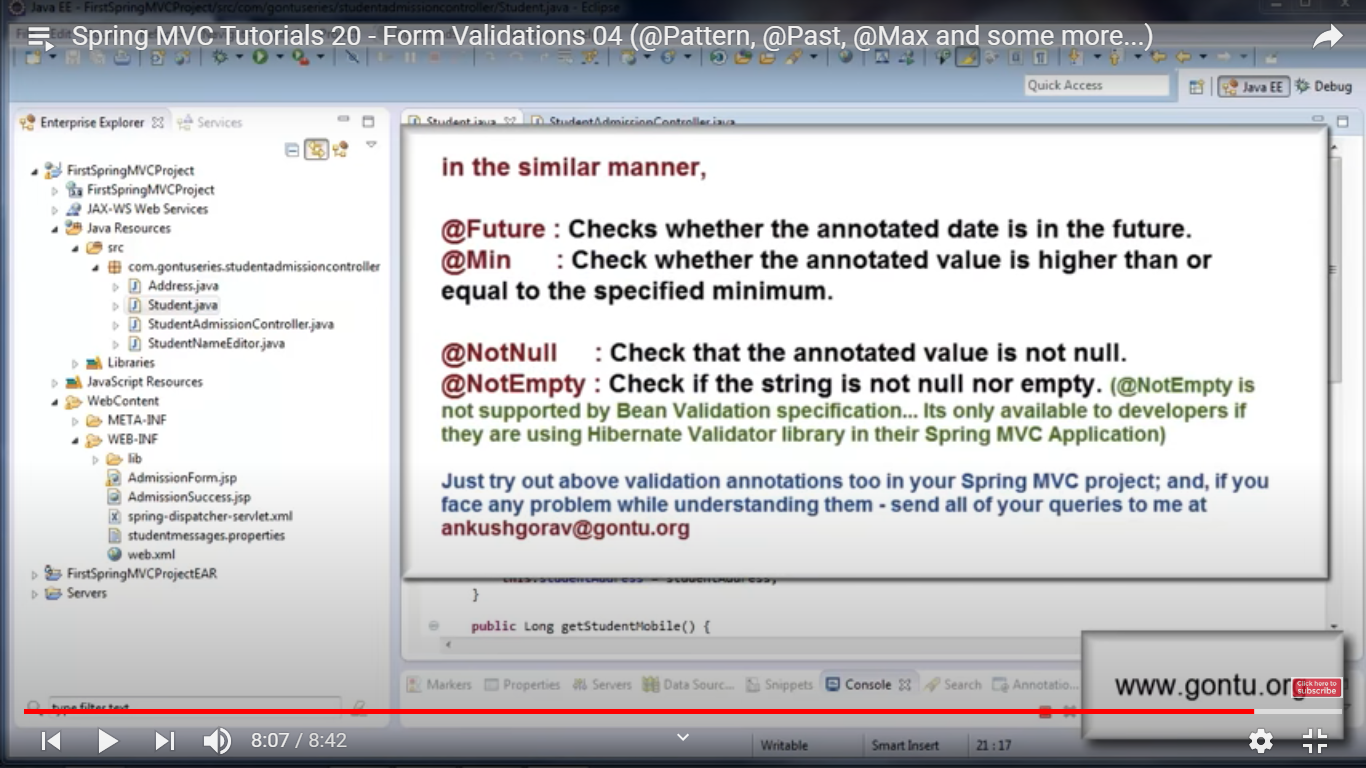 Java EE - FirstSpringMVCProject/src/com/gontuseries/studentadmissioncontroller/Student.java - Eclipse
Spring MVC Tutorials 20 - Form Validations 04 (@Pattern, @Past, @Max and some more...)
Quick Access
Java EE
Debug
Enterprise Explorer
Services
Student.java
StudentAdmissionController.java
FirstSpringMVCProject
FirstSpringMVCProject
JAX-WS Web Services
Java Resources
src
com.gontuseries.studentadmissioncontroller
Address.java
Student.java
StudentAdmissionController.java
StudentNameEditor.java
Libraries
JavaScript Resources
WebContent
META-INF
WEB-INF
lib
AdmissionForm.jsp
AdmissionSuccess.jsp
spring-dispatcher-servlet.xml
studentmessages.properties
web.xml
FirstSpringMVCProjectEAR
Servers
type filter text
in the similar manner,
@Future : Checks whether the annotated date is in the future.
@Min : Check whether the annotated value is higher than or
equal to the specified minimum.
@NotNull : Check that the annotated value is not null.
@NotEmpty : Check if the string is not null nor empty. (@NotEmpty is
not supported by Bean Validation specification... Its only available to developers if
they are using Hibernate Validator library in their Spring MVC Application)
Just try out above validation annotations too in your Spring MVC project; and, if you
face any problem while understanding them - send all of your queries to me at
ankushgorav@gontu.org
this.studentAddress = studentAddress;
}
public Long getStudentMobile() {
Markers
Properties
Servers
Data Sourc...
Snippets
Console
Search
Annotatio...
www.gontu.org
Click here to
subscribe
8:07 / 8:42
Writable
Smart Insert
21 : 17